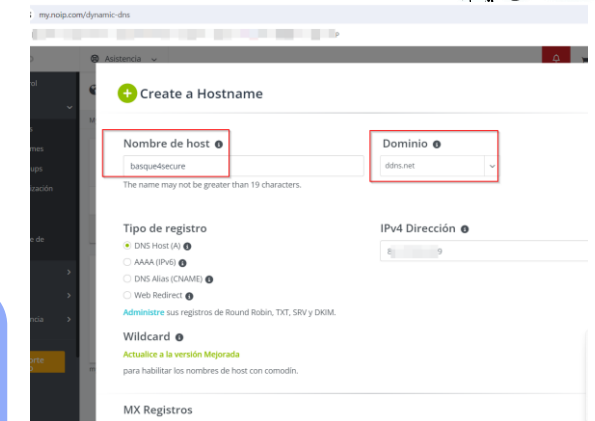 my.noip.com/dynamic-dns
Asistencia
Create a Hostname
Nombre de host
Dominio
basque4secure
ddns.net
The name may not be greater than 19 characters.
Tipo de registro
IPv4 Dirección
DNS Host (A)
8 9
AAAA (IPv6)
DNS Alias (CNAME)
Web Redirect
Administre sus registros de Round Robin, TXT, SRV y DKIM.
Wildcard
Actualice a la versión Mejorada
para habilitar los nombres de host con comodín.
MX Registros